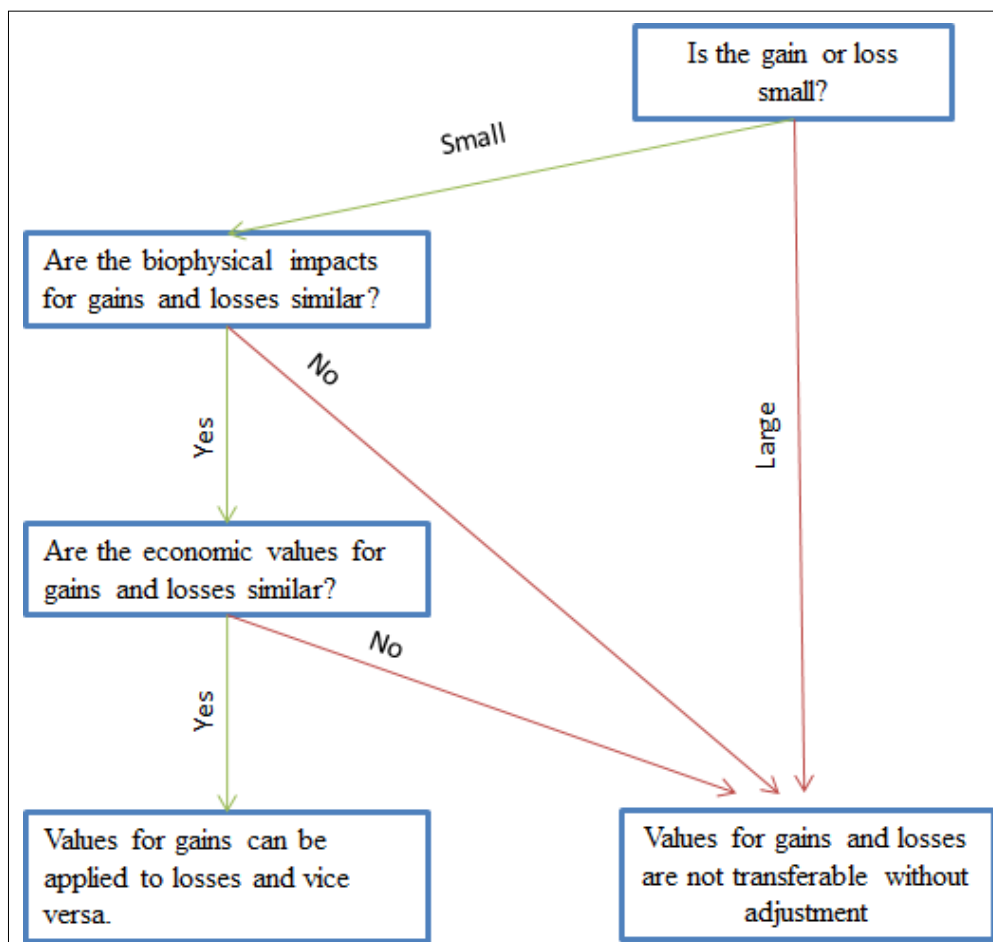 Is the gain or loss
small?
Small
Are the biophysical impacts
for gains and losses similar?
No
Yes
Large
Are the economic values for
gains and losses similar?
No
Yes
Values for gains can be
applied to losses and vice
versa.
Values for gains and losses
are not transferable without
adjustment